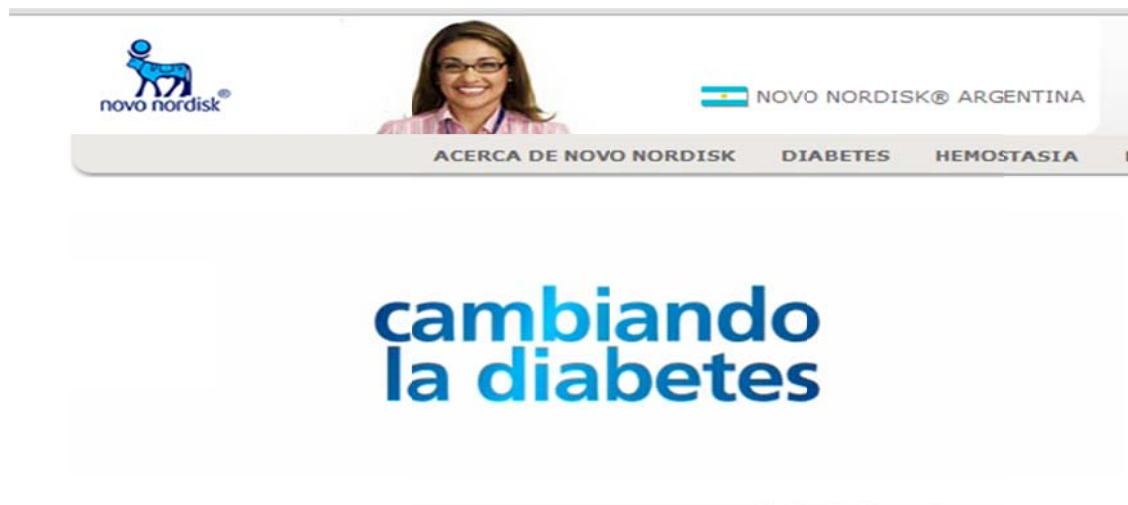 novo nordisk®
NOVO NORDISK® ARGENTINA
ACERCA DE NOVO NORDISK DIABETES HEMOSTASIA
cambiando
la diabetes